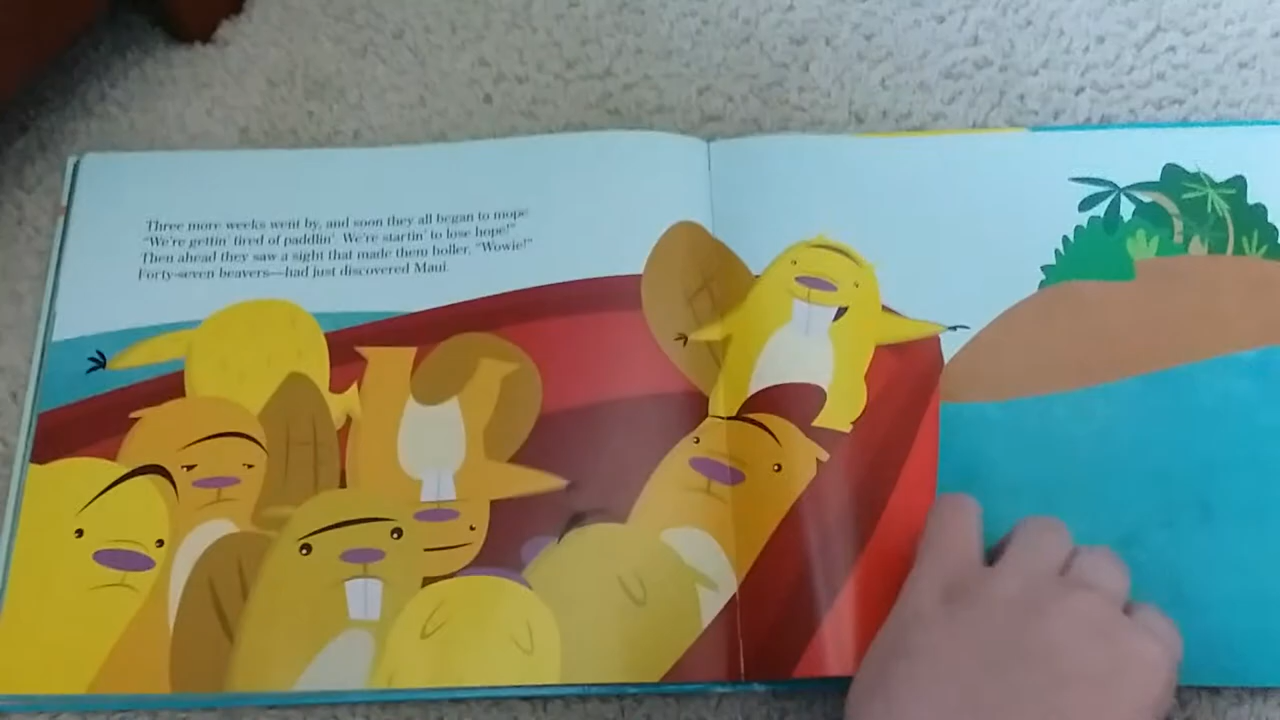 Three more weeks went by, and soon they all began to mope
"We're gettin' tired of paddlin'. We're startin' to lose hope!"
Then ahead they saw a sight that made them holler, "Wowie!"
Forty-seven beavers—had just discovered Maui.